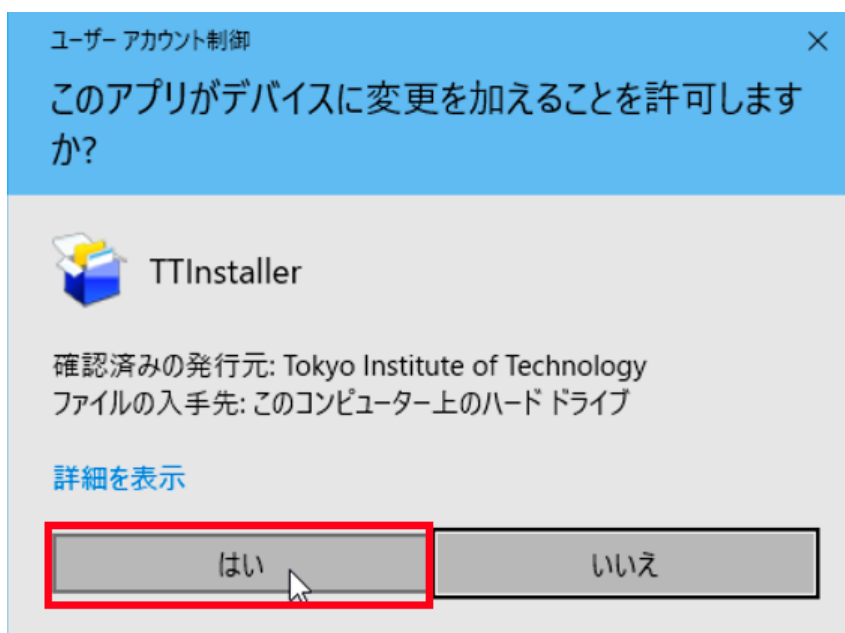 ユーザー アカウント制御
このアプリがデバイスに変更を加えることを許可します
か?
TTInstaller
確認済みの発行元: Tokyo Institute of Technology
ファイルの入手先: このコンピューター上のハード ドライブ
詳細を表示
はい
いいえ